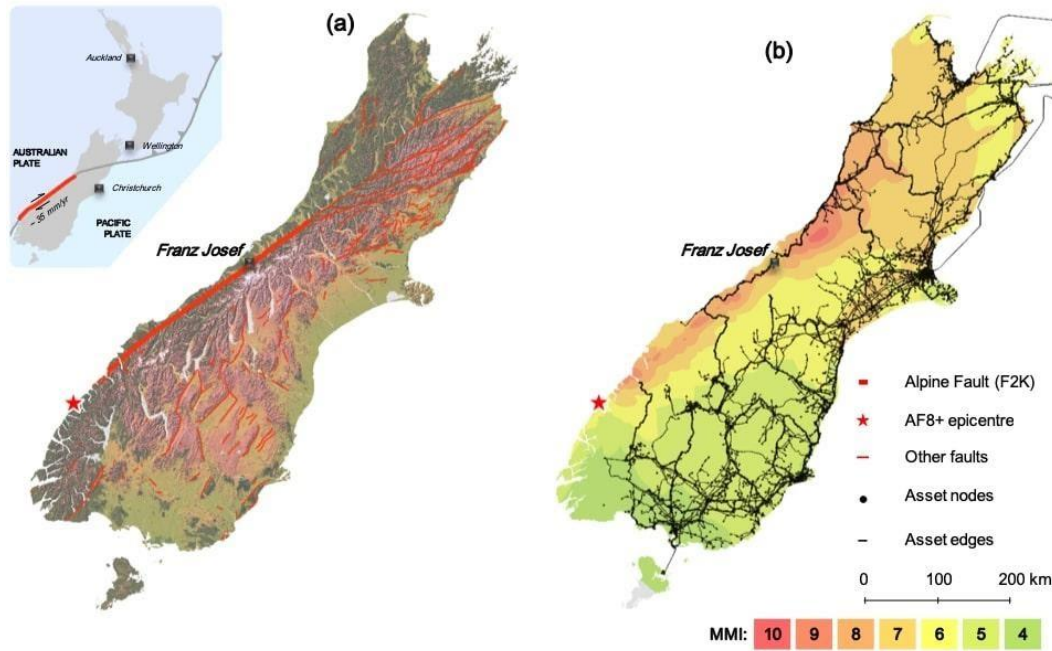 (a)
Auckland
Wellington
AUSTRALIAN
PLATE
Christchurch
~ 35 mm/yr
PACIFIC
PLATE
Franz Josef
(b)
Franz Josef
Alpine Fault (F2K)
AF8+ epicentre
Other faults
Asset nodes
Asset edges
0 100 200 km
MMI: 10 9 8 7 6 5 4